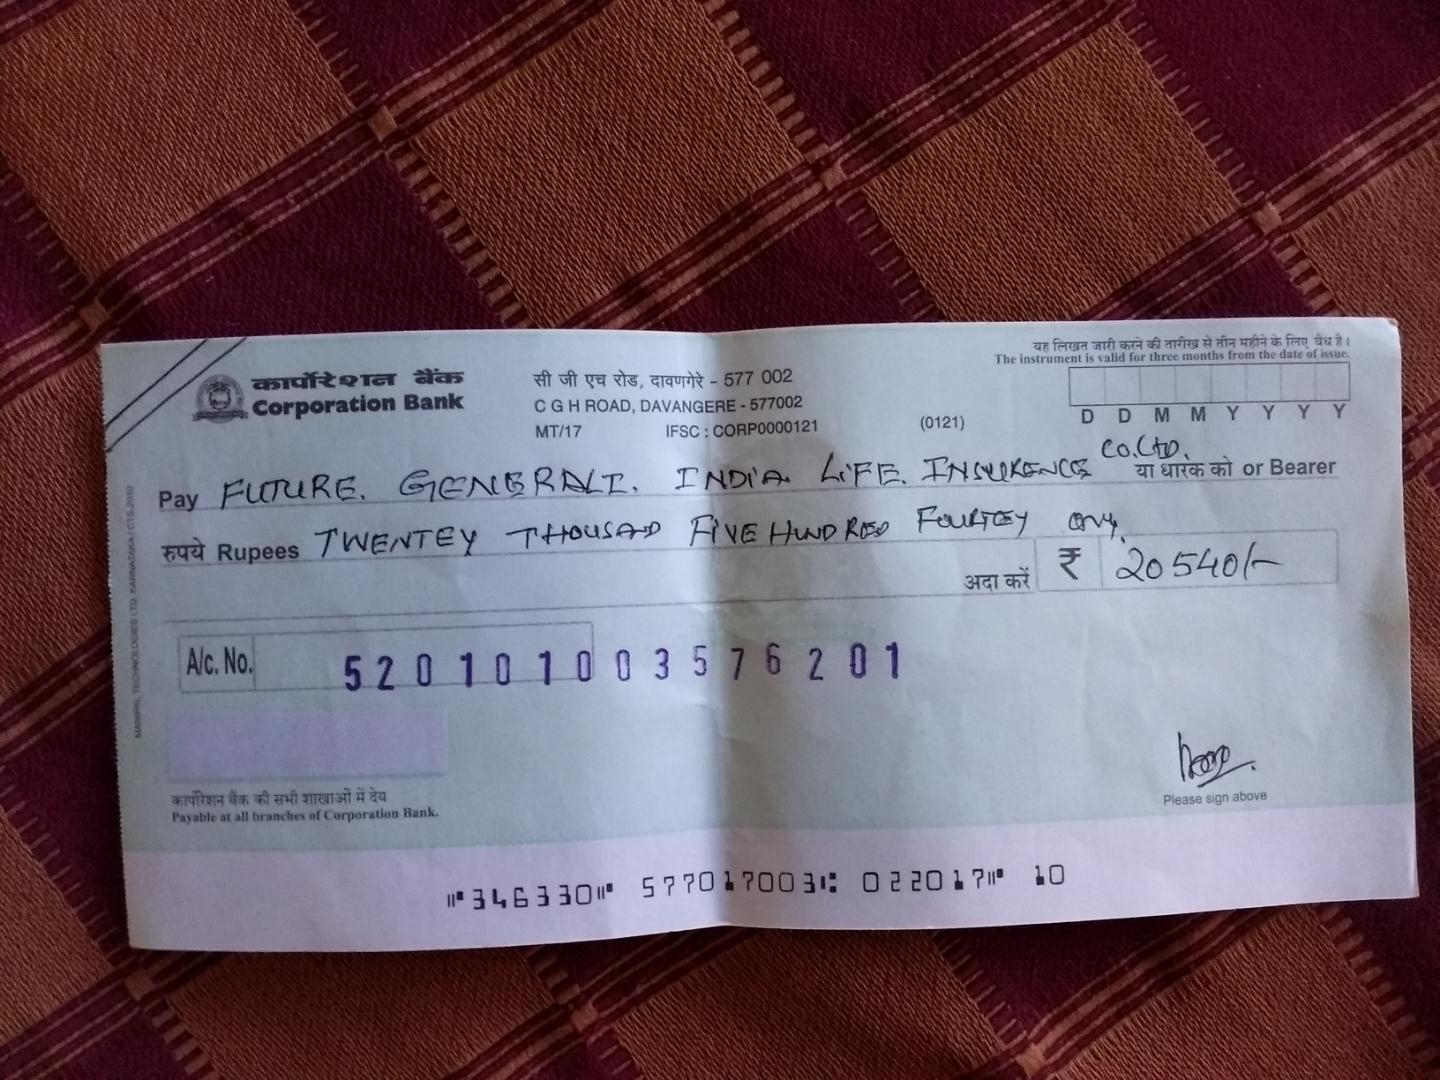 यह लिखत जारी करने की तारीख से तीन महीने के लिए वैध है।
The instrument is valid for three months from the date of issue.
कार्पोरेशन बैंक
Corporation Bank
सी जी एच रोड, दावणगेरे - 577 002
C G H ROAD, DAVANGERE - 577002
MT/17 IFSC : CORP0000121 (0121)
D D M M Y Y Y Y
Pay FUTURE. GENERALI. INDIA LIFE. INSURENCE CO.LTD. या धारक को or Bearer
रुपये Rupees TWENTEY THOUSAD FIVE HUNDRED FOURTEY ONY.
अदा करें ₹ 20540/-
A/c. No. 520101003576201
कार्पोरेशन बैंक की सभी शाखाओं में देय
Payable at all branches of Corporation Bank.
Please sign above
⑈346330⑈ 577017003⑆ 022017⑈ 10
MANIPAL TECHNOLOGIES LTD. KARNATAKA / CTS-2010